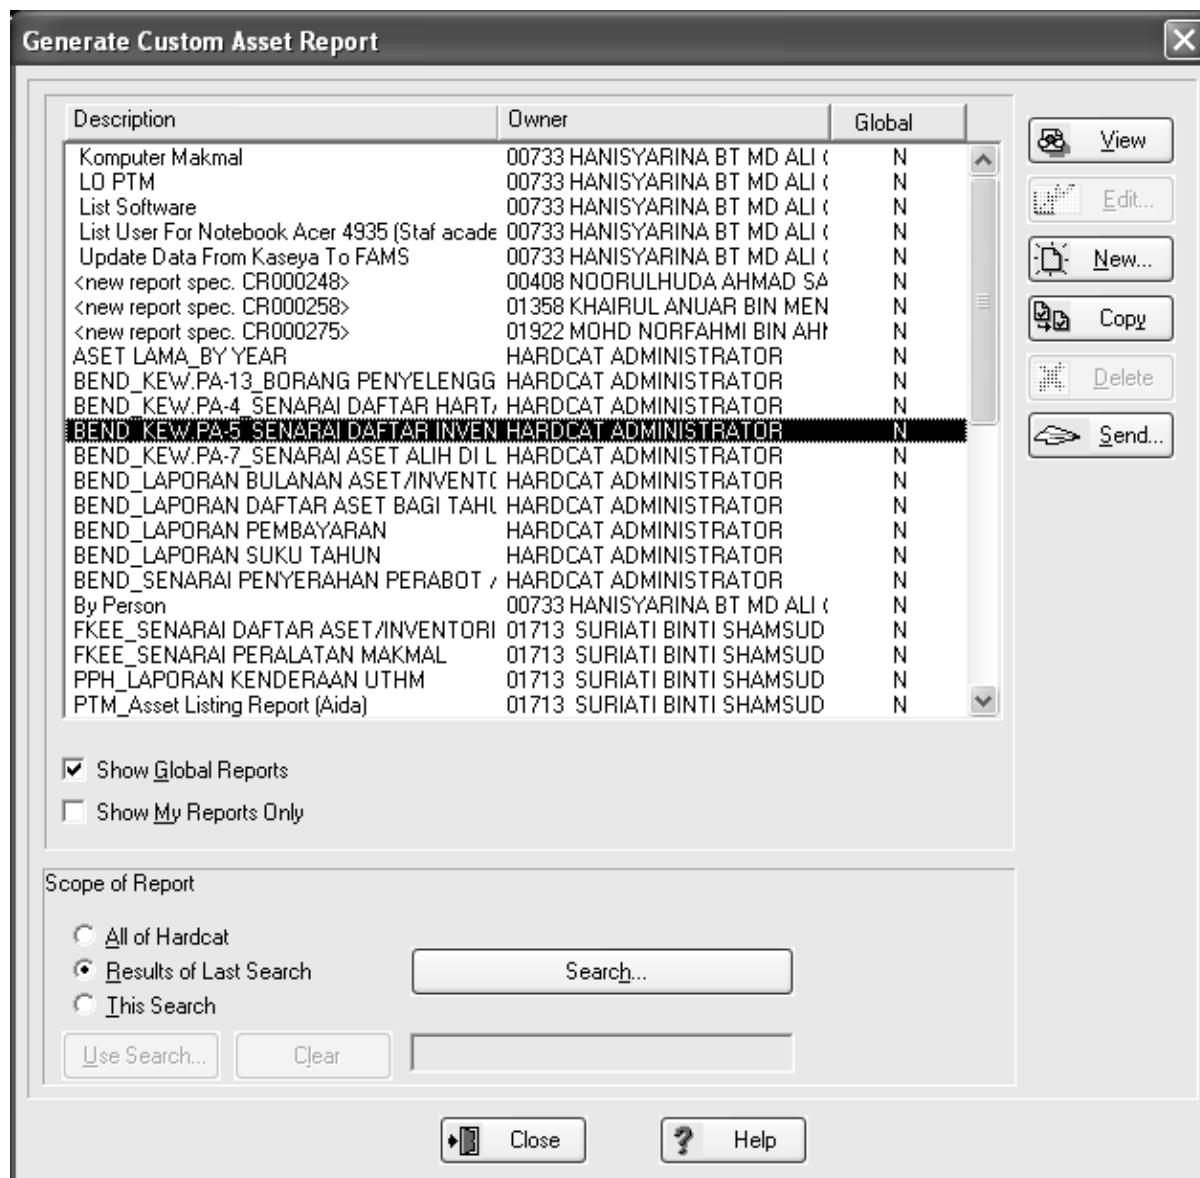 Generate Custom Asset Report
Description Owner Global
Komputer Makmal 00733 HANISYARINA BT MD ALI ( N
LO PTM 00733 HANISYARINA BT MD ALI ( N
List Software 00733 HANISYARINA BT MD ALI ( N
List User For Notebook Acer 4935 (Staf acade 00733 HANISYARINA BT MD ALI ( N
Update Data From Kaseya To FAMS 00733 HANISYARINA BT MD ALI ( N
<new report spec. CR000248> 00408 NOORULHUDA AHMAD SA N
<new report spec. CR000258> 01358 KHAIRUL ANUAR BIN MEN N
<new report spec. CR000275> 01922 MOHD NORFAHMI BIN AHM N
ASET LAMA_BY YEAR HARDCAT ADMINISTRATOR N
BEND_KEW.PA-13_BORANG PENYELENGG HARDCAT ADMINISTRATOR N
BEND_KEW.PA-4_SENARAI DAFTAR HARTA HARDCAT ADMINISTRATOR N
BEND_KEW.PA-5_SENARAI DAFTAR INVEN HARDCAT ADMINISTRATOR N
BEND_KEW.PA-7_SENARAI ASET ALIH DI L HARDCAT ADMINISTRATOR N
BEND_LAPORAN BULANAN ASET/INVENTO HARDCAT ADMINISTRATOR N
BEND_LAPORAN DAFTAR ASET BAGI TAHU HARDCAT ADMINISTRATOR N
BEND_LAPORAN PEMBAYARAN HARDCAT ADMINISTRATOR N
BEND_LAPORAN SUKU TAHUN HARDCAT ADMINISTRATOR N
BEND_SENARAI PENYERAHAN PERABOT / HARDCAT ADMINISTRATOR N
By Person 00733 HANISYARINA BT MD ALI ( N
FKEE_SENARAI DAFTAR ASET/INVENTORI 01713 SURIATI BINTI SHAMSUD N
FKEE_SENARAI PERALATAN MAKMAL 01713 SURIATI BINTI SHAMSUD N
PPH_LAPORAN KENDERAAN UTHM 01713 SURIATI BINTI SHAMSUD N
PTM_Asset Listing Report (Aida) 01713 SURIATI BINTI SHAMSUD N
View
Edit...
New...
Copy
Delete
Send...
Show Global Reports
Show My Reports Only
Scope of Report
All of Hardcat
Results of Last Search
This Search
Search...
Use Search...
Clear
Close
Help